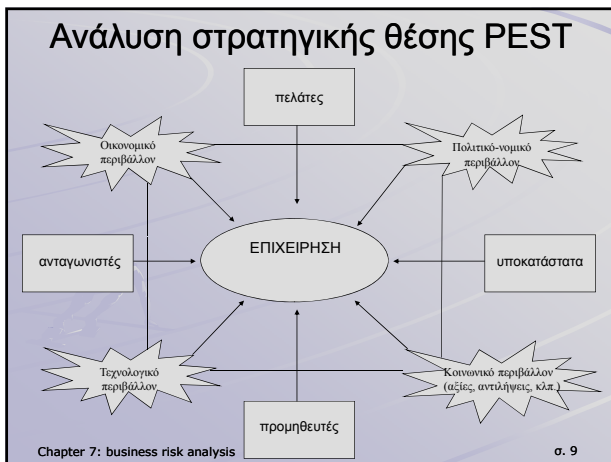 Ανάλυση στρατηγικής θέσης PEST
πελάτες
Οικονομικό
περιβάλλον
Πολιτικό-νομικό
περιβάλλον
ανταγωνιστές
ΕΠΙΧΕΙΡΗΣΗ
υποκατάστατα
Τεχνολογικό
περιβάλλον
Κοινωνικό περιβάλλον
(αξίες, αντιλήψεις, κλπ.)
προμηθευτές
Chapter 7: business risk analysis
σ. 9